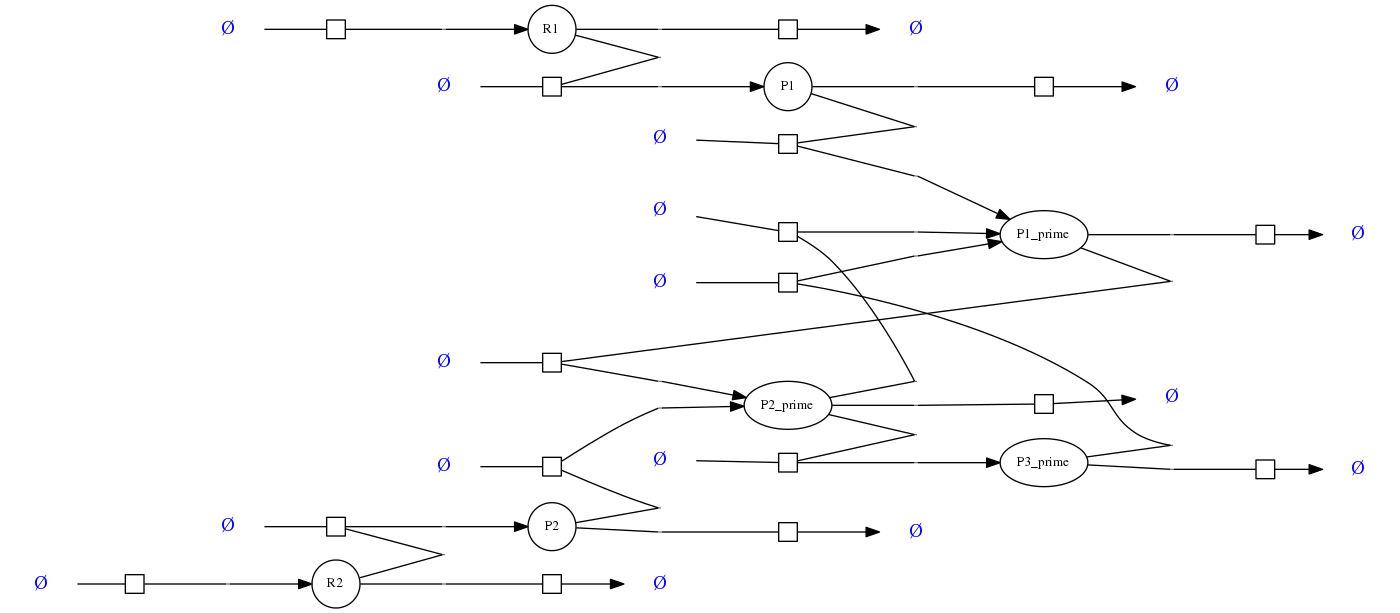 Ø R1 Ø
Ø P1 Ø
Ø
Ø P1_prime Ø
Ø
Ø
P2_prime Ø
Ø Ø P3_prime Ø
Ø P2 Ø
Ø R2 Ø